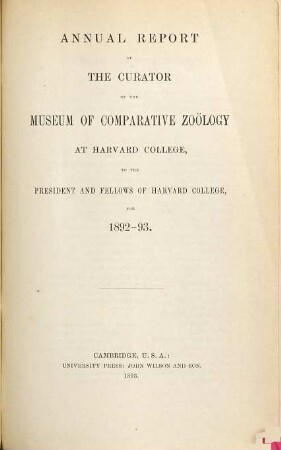 ANNUAL REPORT
OF
THE CURATOR
OF THE
MUSEUM OF COMPARATIVE ZOÖLOGY
AT HARVARD COLLEGE,
TO THE
PRESIDENT AND FELLOWS OF HARVARD COLLEGE,
FOR
1892-93.
CAMBRIDGE, U. S. A.:
UNIVERSITY PRESS: JOHN WILSON AND SON.
1893.